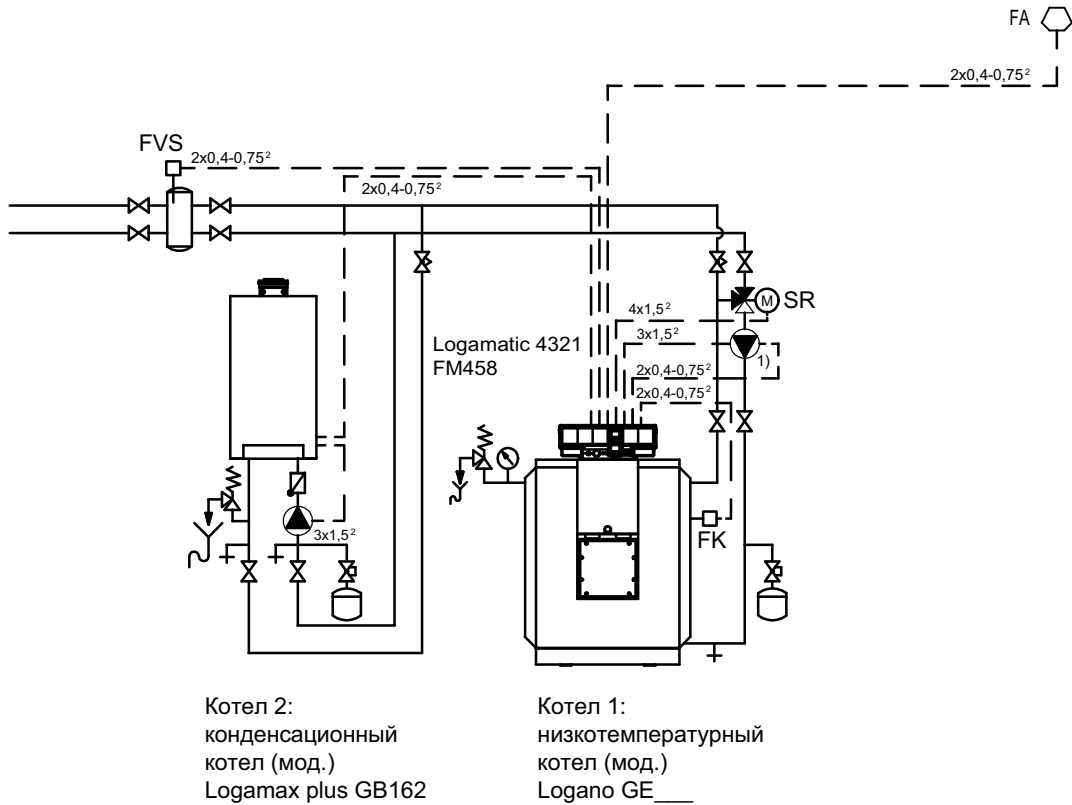 FA
2x0,4-0,75²
FVS
2x0,4-0,75²
2x0,4-0,75²
M
SR
4x1,5²
3x1,5²
1)
Logamatic 4321
FM458
2x0,4-0,75²
2x0,4-0,75²
FK
3x1,5²
Котел 2:
конденсационный
котел (мод.)
Logamax plus GB162
Котел 1:
низкотемпературный
котел (мод.)
Logano GE___